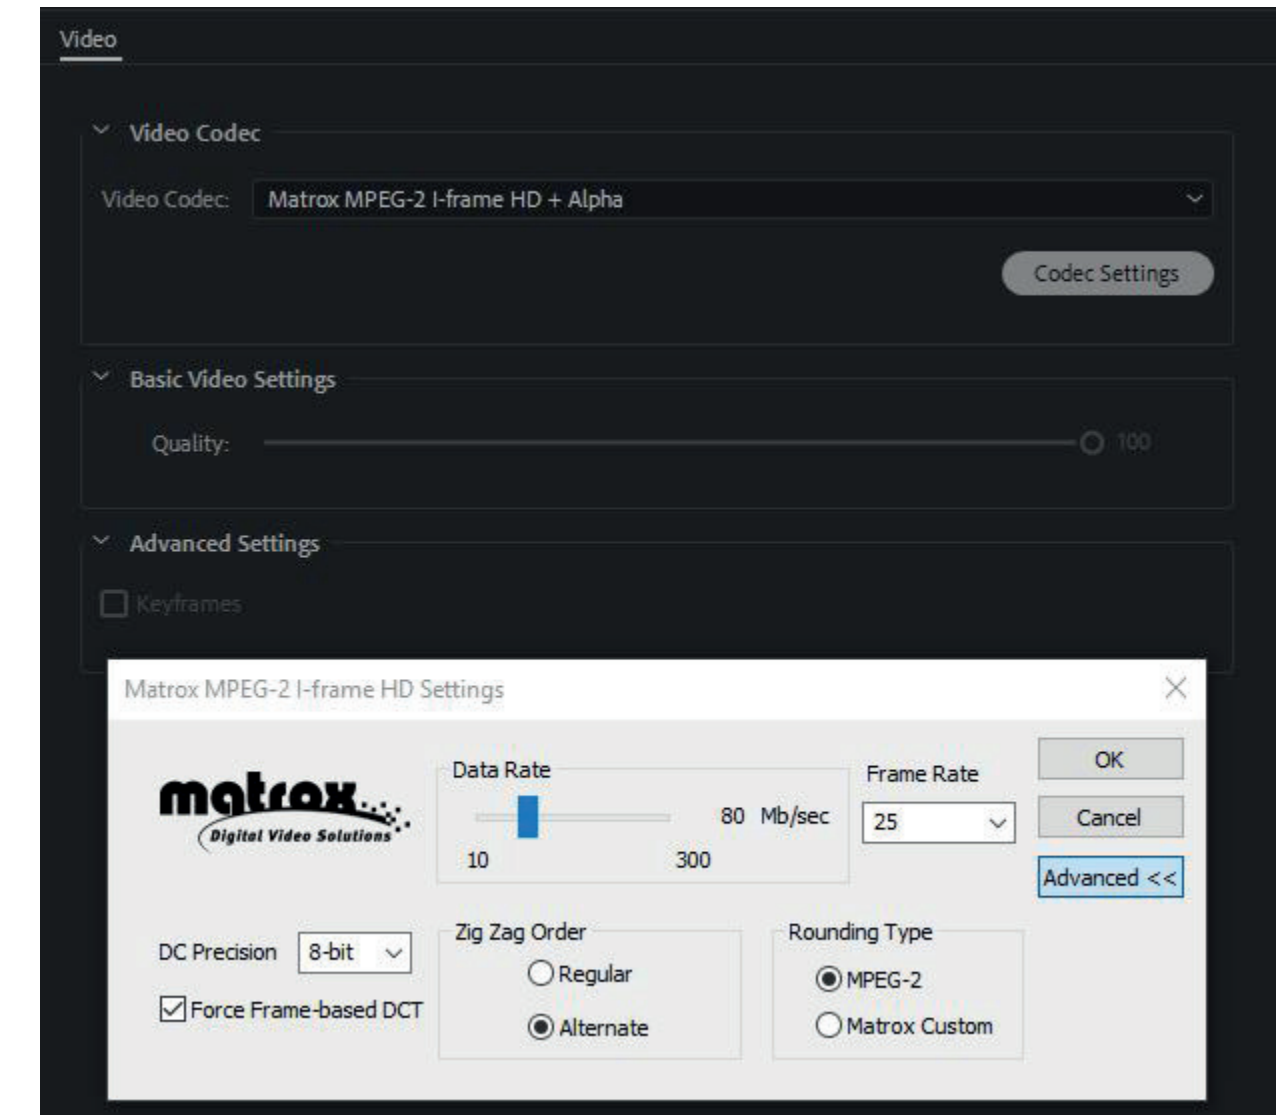 Video
Video Codec
Video Codec: Matrox MPEG-2 I-frame HD + Alpha
Codec Settings
Basic Video Settings
Quality: 100
Advanced Settings
Keyframes
Matrox MPEG-2 I-frame HD Settings
matrox
Digital Video Solutions
Data Rate
80 Mb/sec
10 300
Frame Rate
25
OK
Cancel
Advanced <<
DC Precision 8-bit
Force Frame-based DCT
Zig Zag Order
Regular
Alternate
Rounding Type
MPEG-2
Matrox Custom